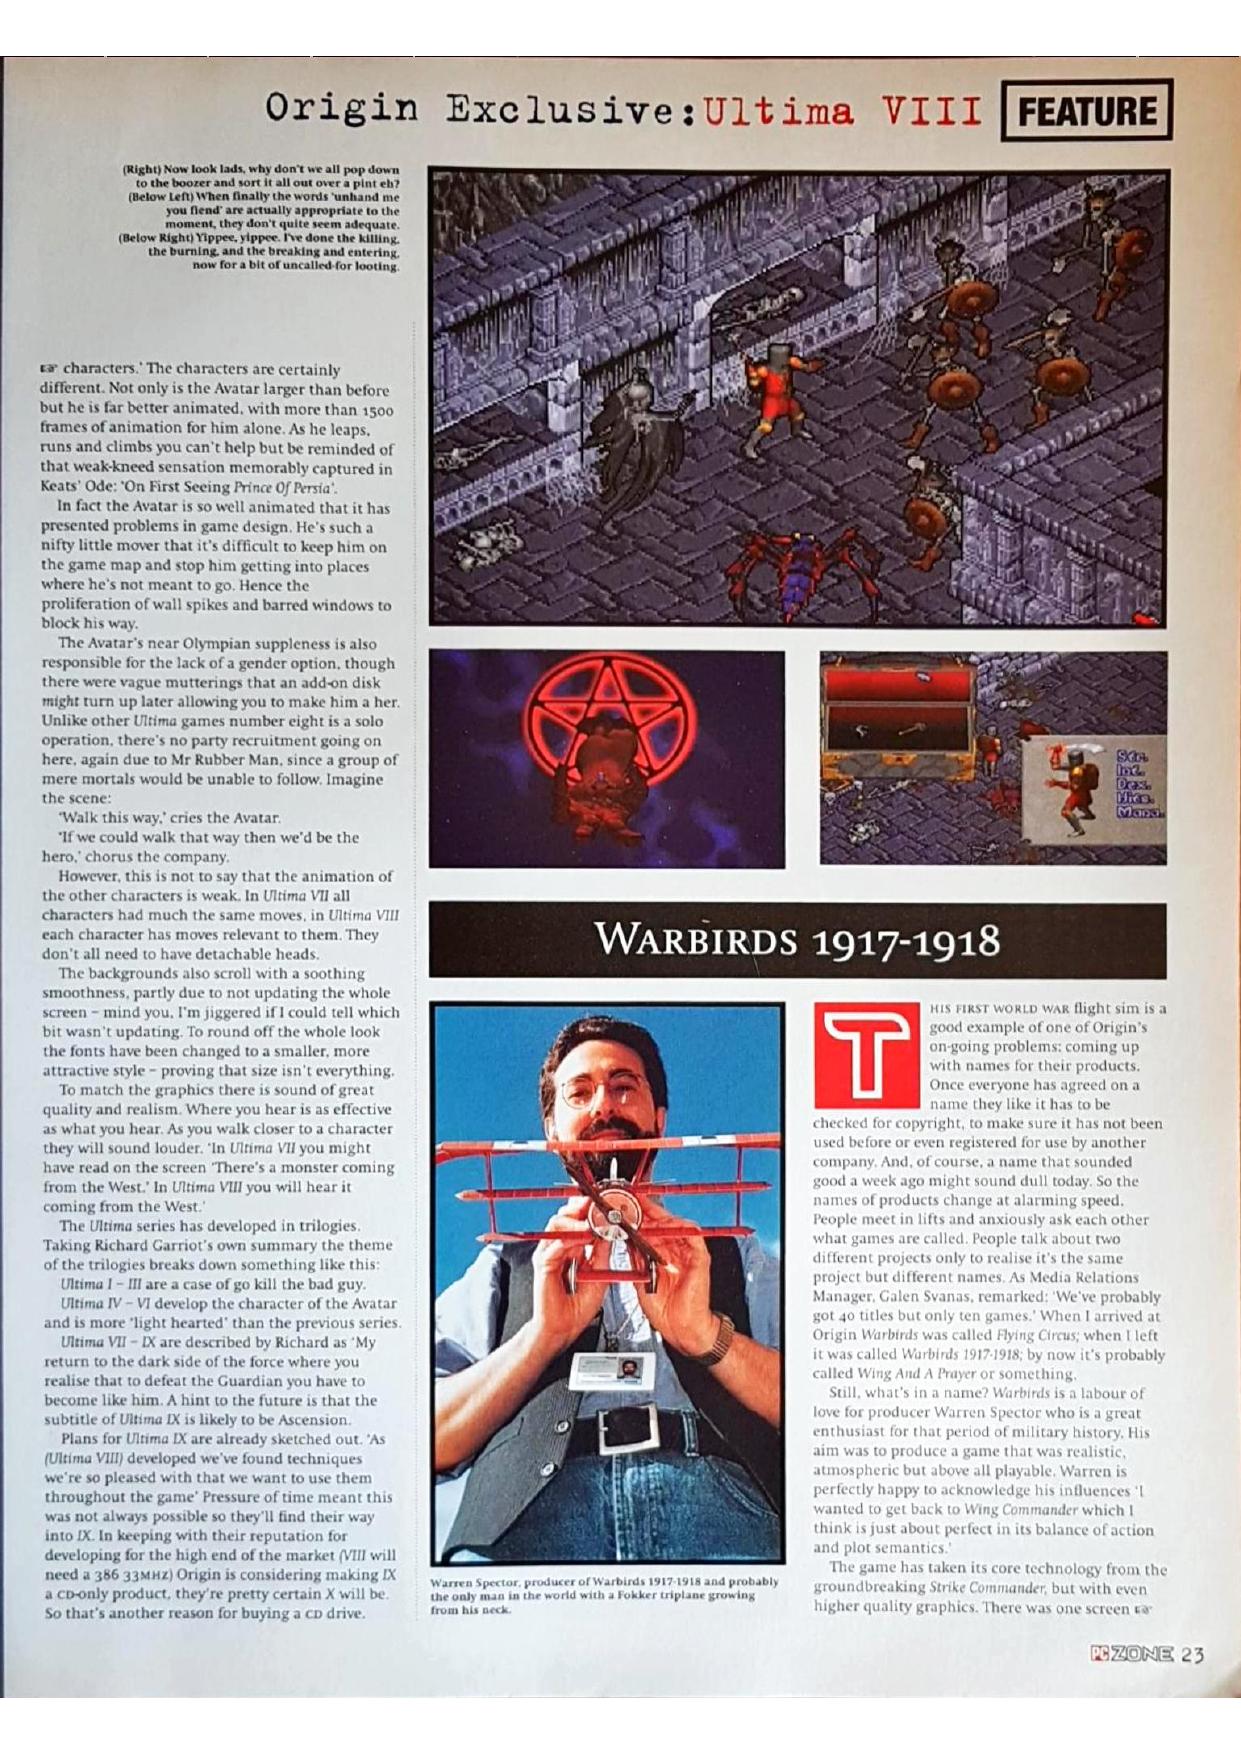 Origin Exclusive:Ultima VIII FEATURE
(Right) Now look lads, why don't we all pop down
to the boozer and sort it all out over a pint eh?
(Below Left) When finally the words 'unhand me
you fiend' are actually appropriate to the
moment, they don't quite seem adequate.
(Below Right) Yippee, yippee. I've done the killing,
the burning, and the breaking and entering,
now for a bit of uncalled-for looting.
☞ characters.' The characters are certainly
different. Not only is the Avatar larger than before
but he is far better animated, with more than 1500
frames of animation for him alone. As he leaps,
runs and climbs you can't help but be reminded of
that weak-kneed sensation memorably captured in
Keats' Ode: 'On First Seeing Prince Of Persia'.
In fact the Avatar is so well animated that it has
presented problems in game design. He's such a
nifty little mover that it's difficult to keep him on
the game map and stop him getting into places
where he's not meant to go. Hence the
proliferation of wall spikes and barred windows to
block his way.
The Avatar's near Olympian suppleness is also
responsible for the lack of a gender option, though
there were vague mutterings that an add-on disk
might turn up later allowing you to make him a her.
Unlike other Ultima games number eight is a solo
operation, there's no party recruitment going on
here, again due to Mr Rubber Man, since a group of
mere mortals would be unable to follow. Imagine
the scene:
'Walk this way,' cries the Avatar.
'If we could walk that way then we'd be the
hero,' chorus the company.
However, this is not to say that the animation of
the other characters is weak. In Ultima VII all
characters had much the same moves, in Ultima VIII
each character has moves relevant to them. They
don't all need to have detachable heads.
The backgrounds also scroll with a soothing
smoothness, partly due to not updating the whole
screen – mind you, I'm jiggered if I could tell which
bit wasn't updating. To round off the whole look
the fonts have been changed to a smaller, more
attractive style – proving that size isn't everything.
To match the graphics there is sound of great
quality and realism. Where you hear is as effective
as what you hear. As you walk closer to a character
they will sound louder. 'In Ultima VII you might
have read on the screen 'There's a monster coming
from the West.' In Ultima VIII you will hear it
coming from the West.'
The Ultima series has developed in trilogies.
Taking Richard Garriot's own summary the theme
of the trilogies breaks down something like this:
Ultima I – III are a case of go kill the bad guy.
Ultima IV – VI develop the character of the Avatar
and is more 'light hearted' than the previous series.
Ultima VII – IX are described by Richard as 'My
return to the dark side of the force where you
realise that to defeat the Guardian you have to
become like him. A hint to the future is that the
subtitle of Ultima IX is likely to be Ascension.
Plans for Ultima IX are already sketched out. 'As
(Ultima VIII) developed we've found techniques
we're so pleased with that we want to use them
throughout the game' Pressure of time meant this
was not always possible so they'll find their way
into IX. In keeping with their reputation for
developing for the high end of the market (VIII will
need a 386 33MHZ) Origin is considering making IX
a CD-only product, they're pretty certain X will be.
So that's another reason for buying a CD drive.
Str.
Int.
Dex.
Hits.
Mana.
WARBIRDS 1917-1918
Warren Spector, producer of Warbirds 1917-1918 and probably
the only man in the world with a Fokker triplane growing
from his neck.
THIS FIRST WORLD WAR flight sim is a
good example of one of Origin's
on-going problems: coming up
with names for their products.
Once everyone has agreed on a
name they like it has to be
checked for copyright, to make sure it has not been
used before or even registered for use by another
company. And, of course, a name that sounded
good a week ago might sound dull today. So the
names of products change at alarming speed.
People meet in lifts and anxiously ask each other
what games are called. People talk about two
different projects only to realise it's the same
project but different names. As Media Relations
Manager, Galen Svanas, remarked: 'We've probably
got 40 titles but only ten games.' When I arrived at
Origin Warbirds was called Flying Circus; when I left
it was called Warbirds 1917-1918; by now it's probably
called Wing And A Prayer or something.
Still, what's in a name? Warbirds is a labour of
love for producer Warren Spector who is a great
enthusiast for that period of military history. His
aim was to produce a game that was realistic,
atmospheric but above all playable. Warren is
perfectly happy to acknowledge his influences 'I
wanted to get back to Wing Commander which I
think is just about perfect in its balance of action
and plot semantics.'
The game has taken its core technology from the
groundbreaking Strike Commander, but with even
higher quality graphics. There was one screen ☞
PC ZONE 23